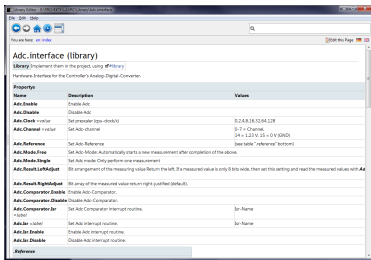 Library Editor -
File Edit Help
You are here: en index
Edit this Page
Adc.interface (library)
Library Implement them in the project, using #library
Hardware-Interface for the Controller's Analog-Digital-Converter.
Propertys
Name Description Values
Adc.Enable Enable Adc
Adc.Disable Disable Adc
Adc.Clock =value Set prescaler (cps-clock/x) 0,2,4,8,16,32,64,128
Adc.Channel =value Set Adc-channel 0-7 = Channel,
14 = 1.23 V, 15 = 0 V (GND)
Adc.Reference Set Adc-Reference (see table "reference" bottom)
Adc.Mode.Free Set Adc-Mode: Automatically starts a new measurement after completion of the above.
Adc.Mode.Single Set Adc mode: Only perform one measurement
Adc.Result.LeftAdjust Bit arrangement of the measuring value Return the left. If a measured value is only 8 bits wide, then set this setting and read the measured values with
Adc.Result.RightAdjust Bit array of the measured value return right justified (default).
Adc.Comparator.Enable Enable Adc-Comparator.
Adc.Comparator.Disable Disable Adc-Comparator.
Adc.Comparator.Isr Set Adc Comparator interrupt routine. Isr-Name
=label
Adc.Isr =label Set Adc interrupt routine. Isr-Name
Adc.Isr.Enable Enable Adc interrupt routine.
Adc.Isr.Disable Disable Adc interrupt routine.
.Reference